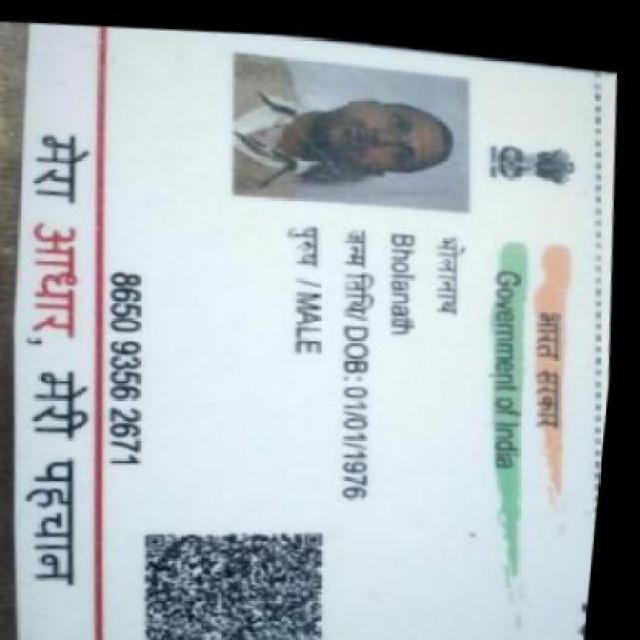 भारत सरकार
Government of India
भोलानाथ
Bholanath
जन्म तिथि / DOB: 01/01/1976
पुरुष / MALE
8650 9356 2671
मेरा आधार, मेरी पहचान